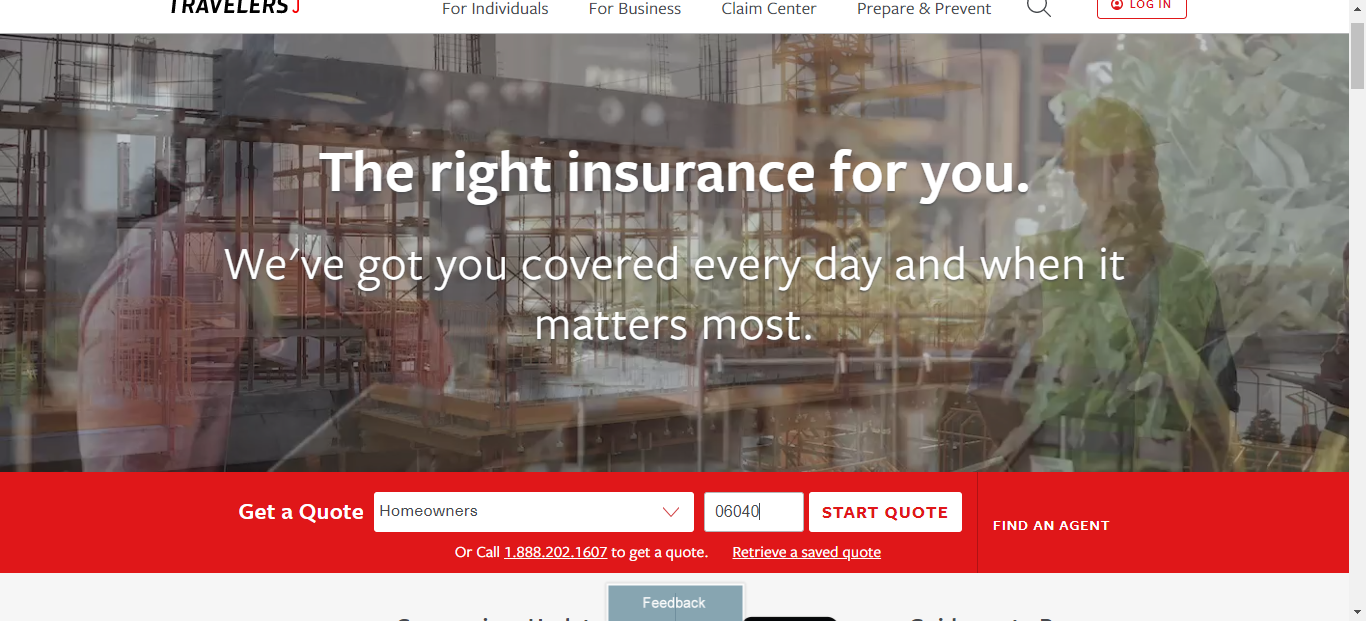 TRAVELERS
For Individuals
For Business
Claim Center
Prepare & Prevent
LOG IN
The right insurance for you.
We've got you covered every day and when it
matters most.
Get a Quote
Homeowners
06040
START QUOTE
FIND AN AGENT
Or Call 1.888.202.1607 to get a quote.
Retrieve a saved quote
Feedback